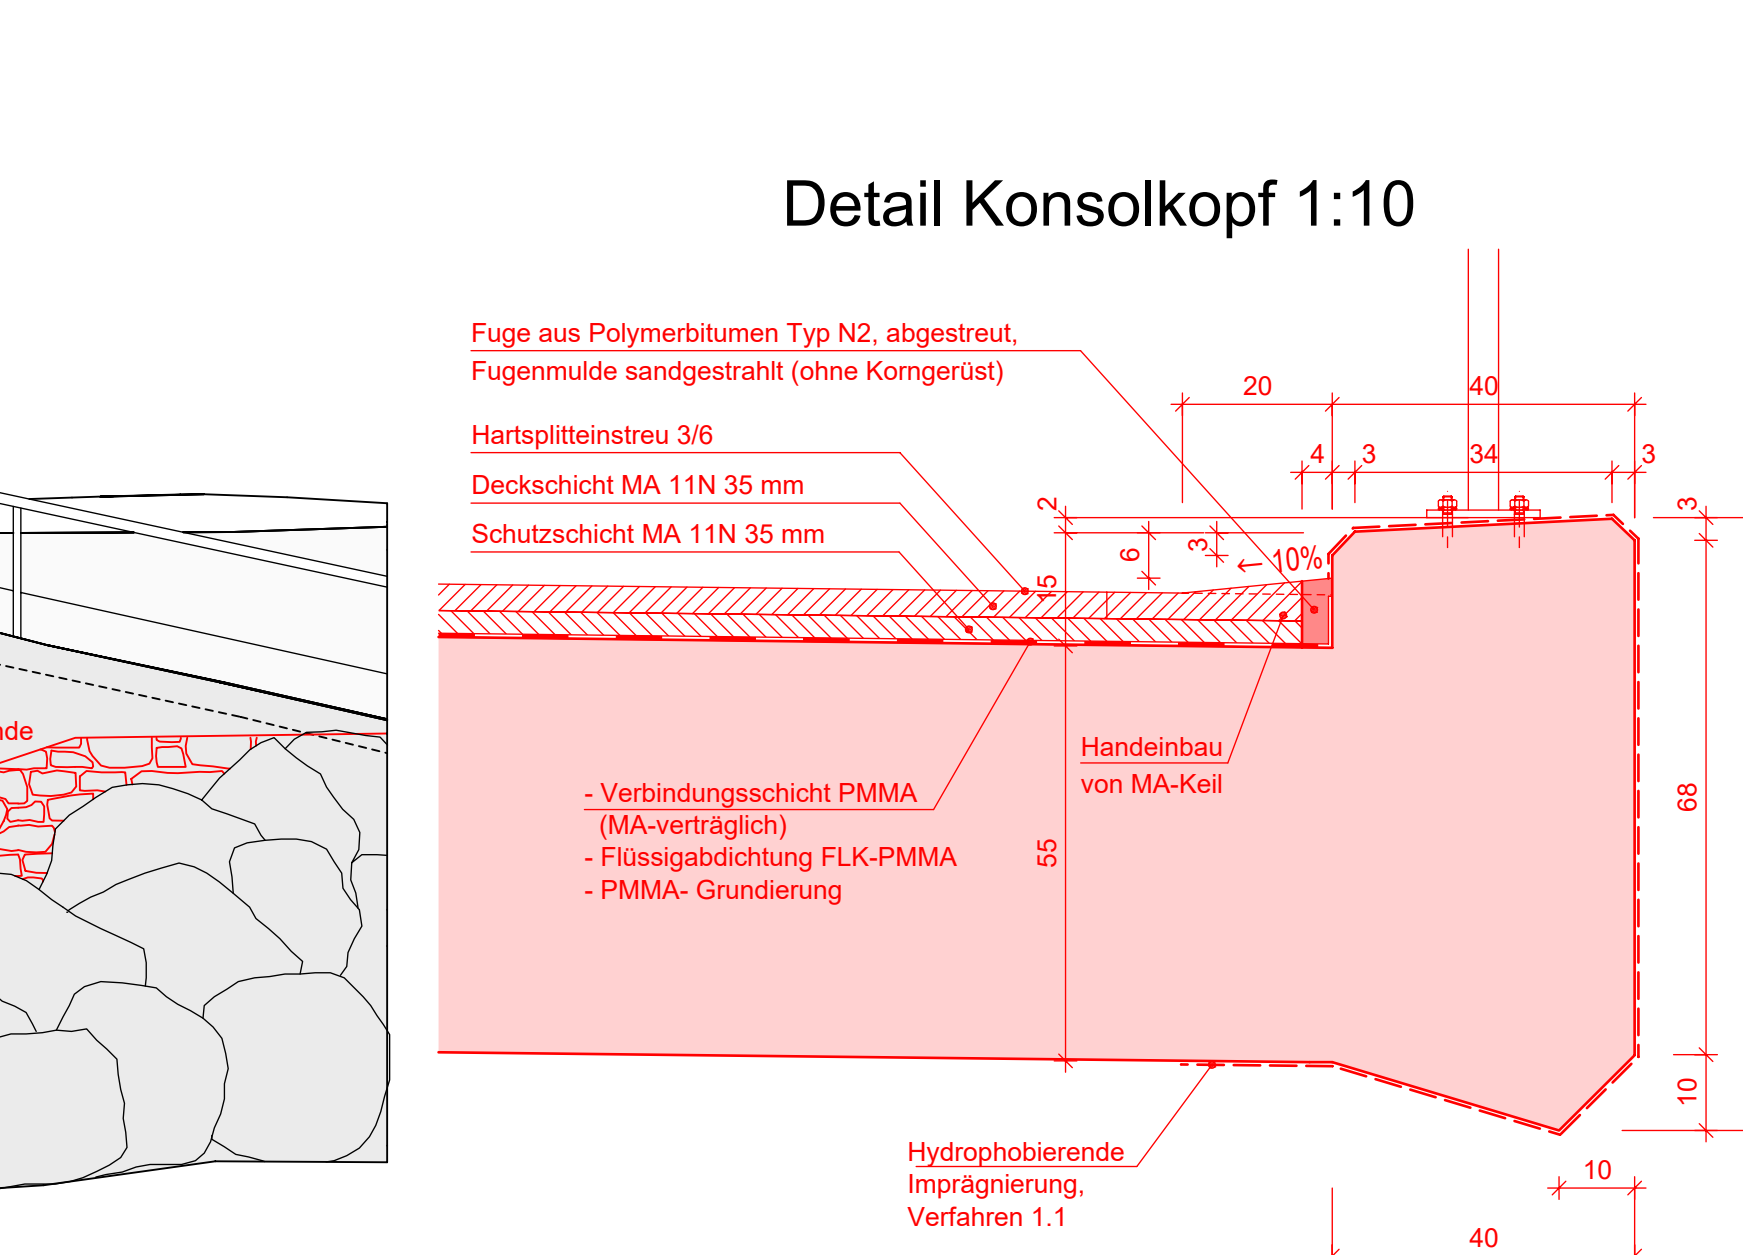 Detail Konsolkopf 1:10
Fuge aus Polymerbitumen Typ N2, abgestreut,
Fugenmulde sandgestrahlt (ohne Korngerüst)
20
40
Hartsplitteinstreu 3/6
4
3
34
3
Deckschicht MA 11N 35 mm
2
3
Schutzschicht MA 11N 35 mm
6
3
← 10%
15
nde
Handeinbau
von MA-Keil
- Verbindungsschicht PMMA
(MA-verträglich)
- Flüssigabdichtung FLK-PMMA
- PMMA- Grundierung
55
68
10
Hydrophobierende
Imprägnierung,
Verfahren 1.1
10
40